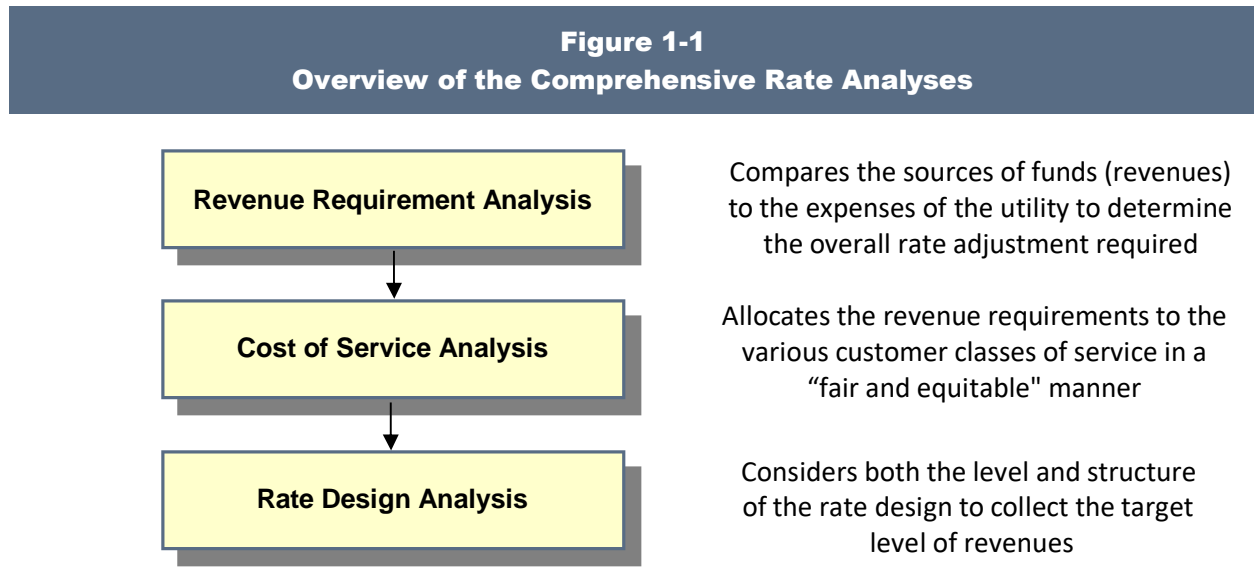 Figure 1-1
Overview of the Comprehensive Rate Analyses
Revenue Requirement Analysis
Compares the sources of funds (revenues)
to the expenses of the utility to determine
the overall rate adjustment required
Cost of Service Analysis
Allocates the revenue requirements to the
various customer classes of service in a
“fair and equitable" manner
Rate Design Analysis
Considers both the level and structure
of the rate design to collect the target
level of revenues